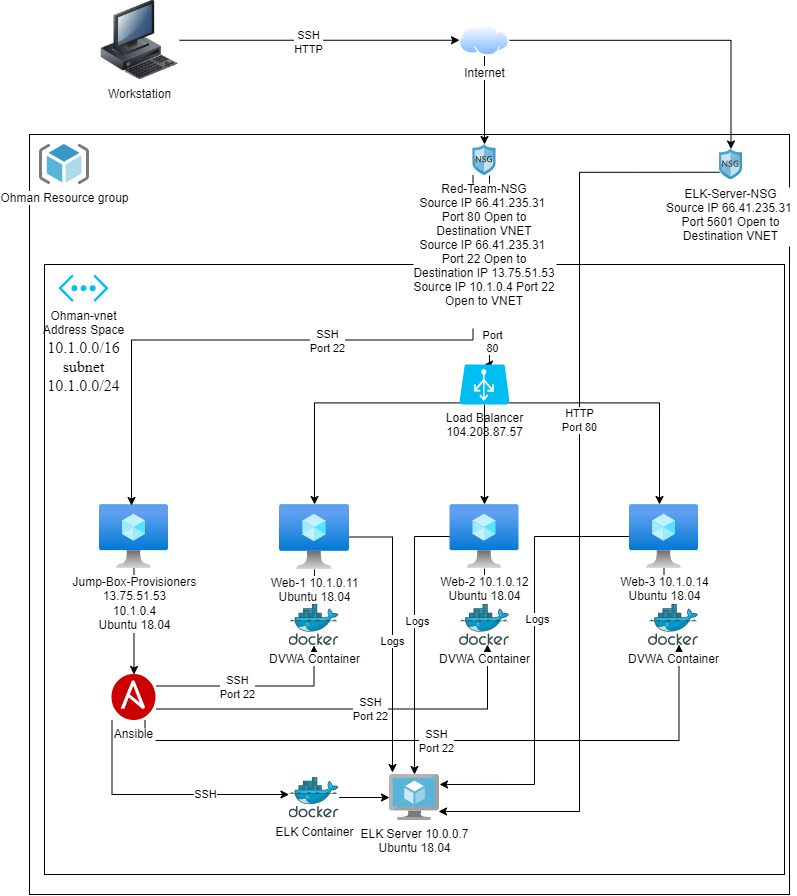 SSH
HTTP
Internet
Workstation
NSG
NSG
Ohman Resource group
Red-Team-NSG
Source IP 66.41.235.31
Port 80 Open to
Destination VNET
Source IP 66.41.235.31
Port 22 Open to
Destination IP 13.75.51.53
Source IP 10.1.0.4 Port 22
Open to VNET
ELK-Server-NSG
Source IP 66.41.235.31
Port 5601 Open to
Destination VNET
Ohman-vnet
Address Space
10.1.0.0/16
subnet
10.1.0.0/24
SSH
Port 22
Port
80
Load Balancer
104.208.87.57
HTTP
Port 80
Jump-Box-Provisioners
13.75.51.53
10.1.0.4
Ubuntu 18.04
Web-1 10.1.0.11
Ubuntu 18.04
docker
DVWA Container
Web-2 10.1.0.12
Ubuntu 18.04
docker
DVWA Container
Web-3 10.1.0.14
Ubuntu 18.04
docker
DVWA Container
Logs
Logs
Logs
SSH
Port 22
SSH
Port 22
SSH
Port 22
Ansible
SSH
docker
ELK Container
ELK Server 10.0.0.7
Ubuntu 18.04